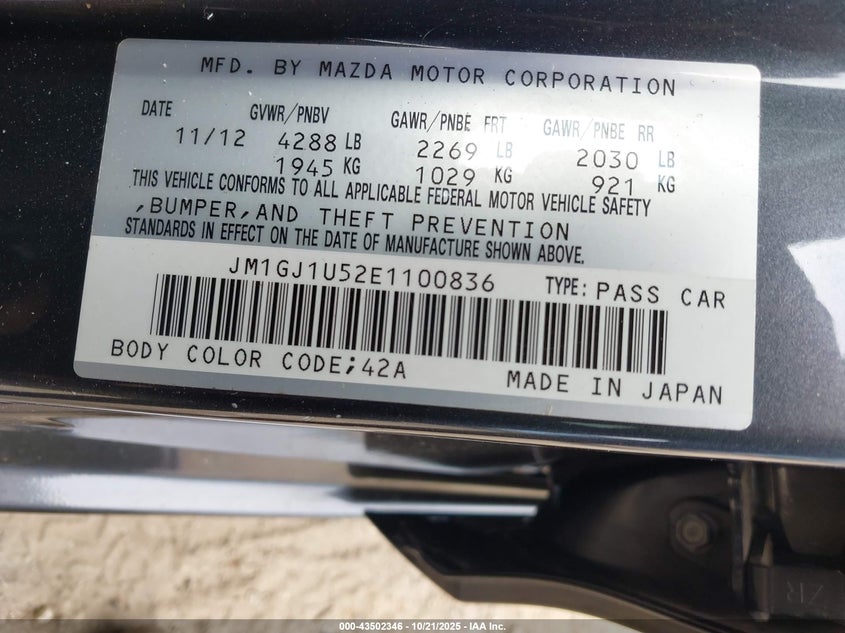 MFD. BY MAZDA MOTOR CORPORATION
DATE GVWR/PNBV GAWR/PNBE FRT GAWR/PNBE RR
11/12 4288 LB 2269 LB 2030 LB
1945 KG 1029 KG 921 KG
THIS VEHICLE CONFORMS TO ALL APPLICABLE FEDERAL MOTOR VEHICLE SAFETY
,BUMPER,AND THEFT PREVENTION
STANDARDS IN EFFECT ON THE DATE OF MANUFACTURE SHOWN ABOVE.
JM1GJ1U52E1100836 TYPE: PASS CAR
BODY COLOR CODE;42A MADE IN JAPAN
ZR
000-43502346 - 10/21/2025 - IAA Inc.